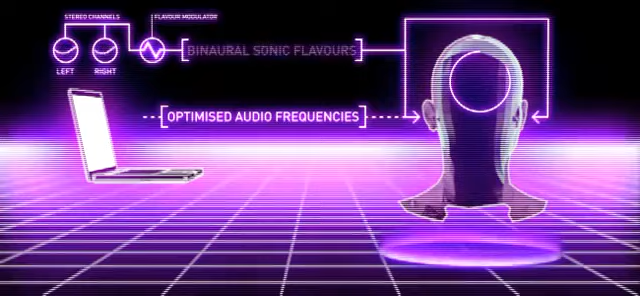 STEREO CHANNELS
FLAVOUR MODULATOR
BINAURAL SONIC FLAVOURS
LEFT RIGHT
OPTIMISED AUDIO FREQUENCIES